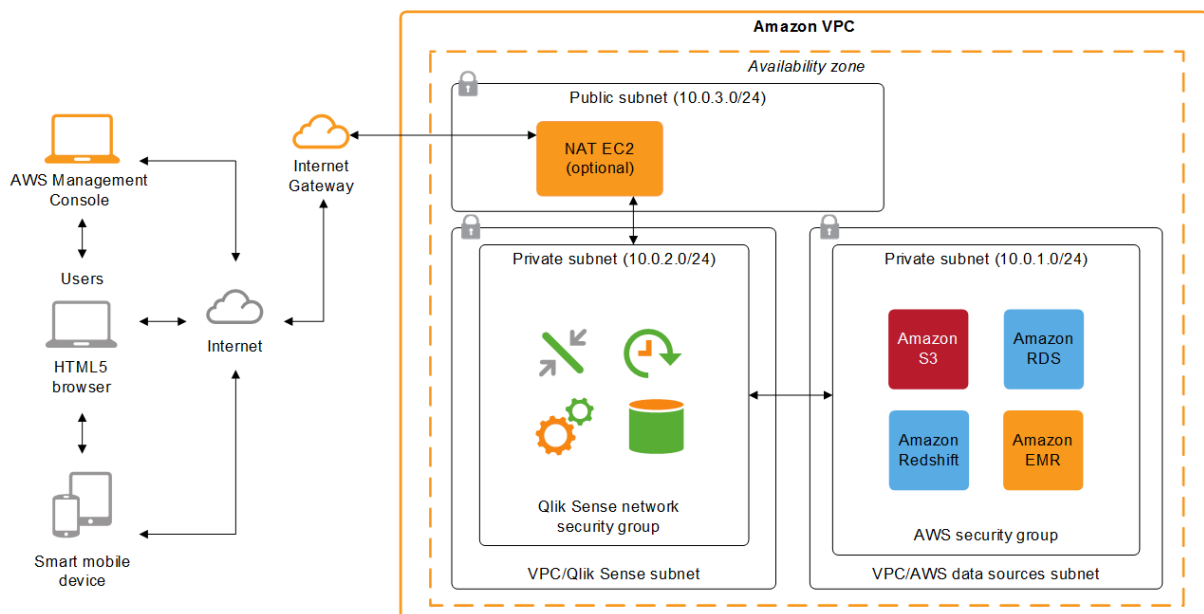 Amazon VPC
Availability zone
Public subnet (10.0.3.0/24)
NAT EC2
(optional)
Internet
Gateway
AWS Management
Console
Users
HTML5
browser
Internet
Smart mobile
device
Private subnet (10.0.2.0/24)
Qlik Sense network
security group
VPC/Qlik Sense subnet
Private subnet (10.0.1.0/24)
Amazon
S3
Amazon
RDS
Amazon
Redshift
Amazon
EMR
AWS security group
VPC/AWS data sources subnet